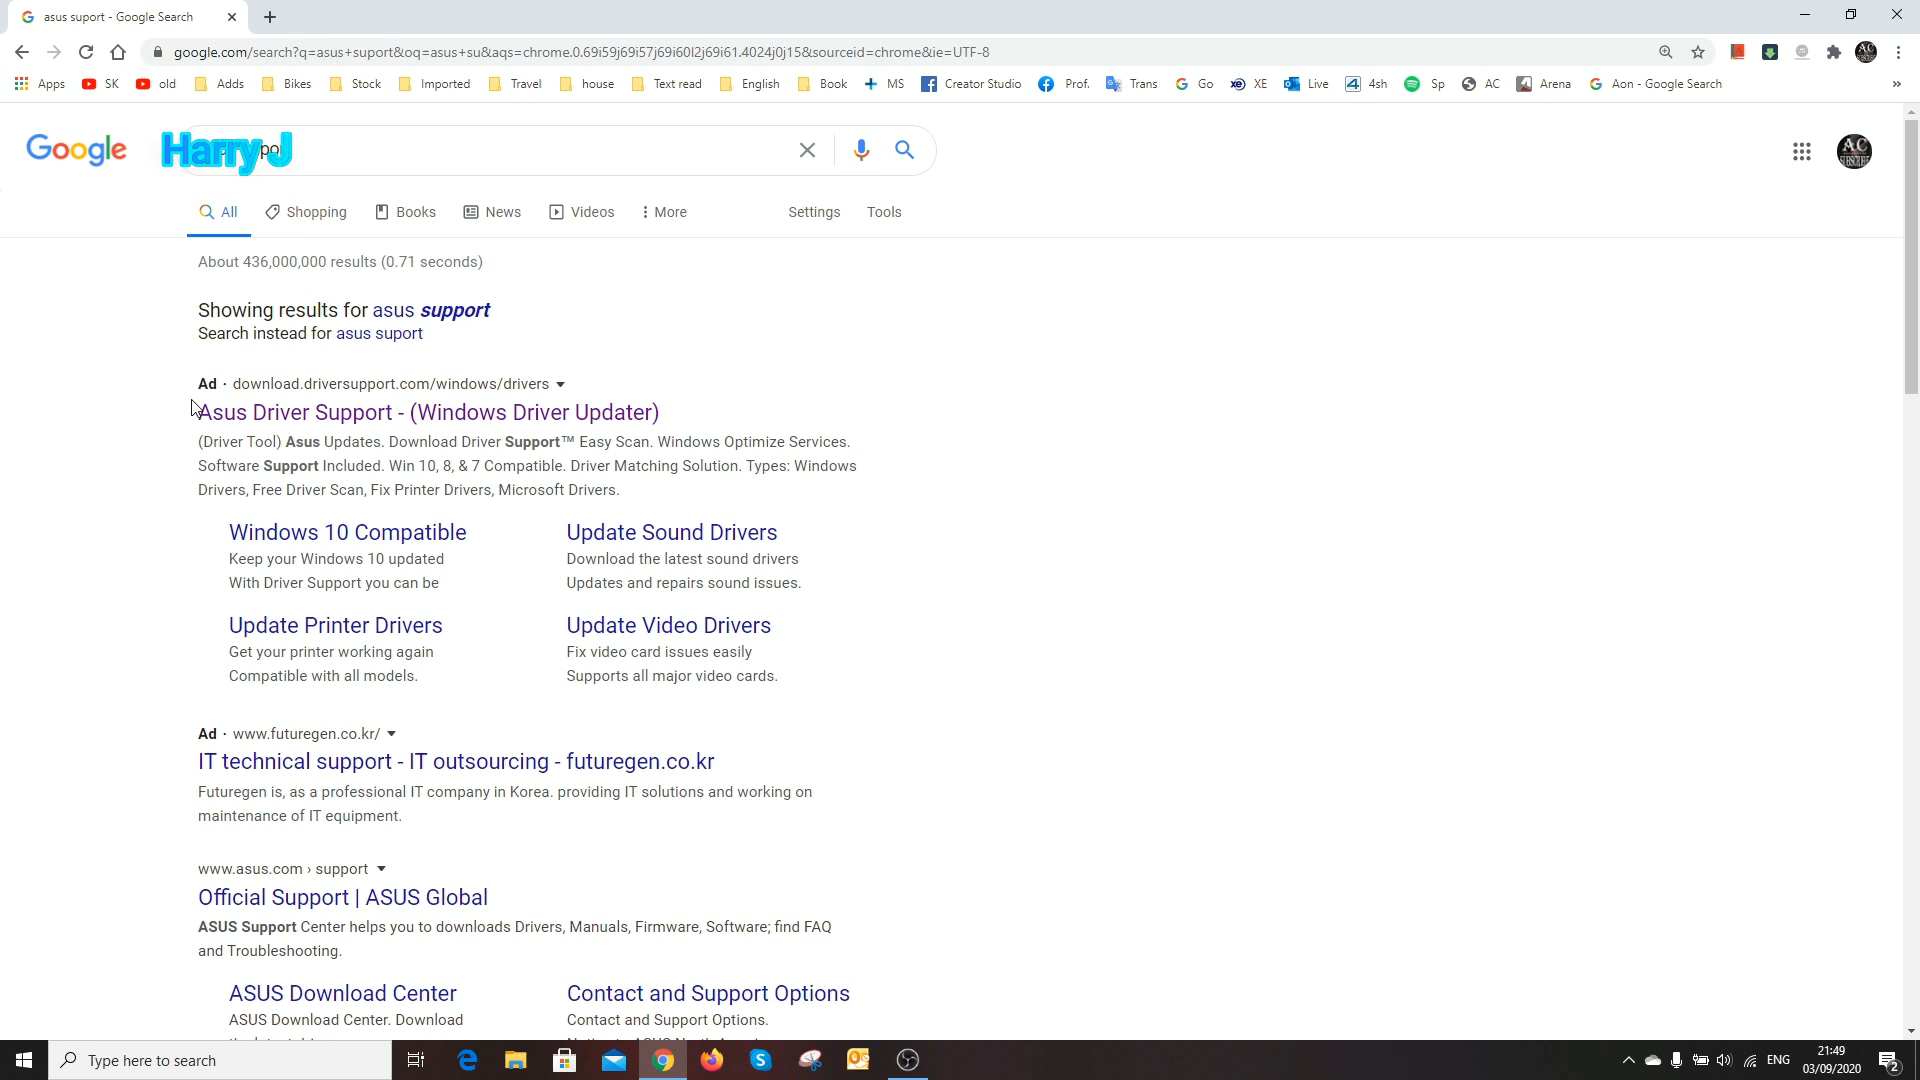 asus suport - Google Search
google.com/search?q=asus+suport&oq=asus+su&aqs=chrome.0.69i59j69i57j69i60l2j69i61.4024j0j15&sourceid=chrome&ie=UTF-8
Apps SK old Adds Bikes Stock Imported Travel house Text read English Book MS Creator Studio Prof. Trans Go XE Live 4sh Sp AC Arena Aon - Google Search »
Google
Harry J
All Shopping Books News Videos More Settings Tools
About 436,000,000 results (0.71 seconds)
Showing results for asus support
Search instead for asus suport
Ad · download.driversupport.com/windows/drivers
Asus Driver Support - (Windows Driver Updater)
(Driver Tool) Asus Updates. Download Driver Support™ Easy Scan. Windows Optimize Services.
Software Support Included. Win 10, 8, & 7 Compatible. Driver Matching Solution. Types: Windows
Drivers, Free Driver Scan, Fix Printer Drivers, Microsoft Drivers.
Windows 10 Compatible
Keep your Windows 10 updated
With Driver Support you can be
Update Sound Drivers
Download the latest sound drivers
Updates and repairs sound issues.
Update Printer Drivers
Get your printer working again
Compatible with all models.
Update Video Drivers
Fix video card issues easily
Supports all major video cards.
Ad · www.futuregen.co.kr/
IT technical support - IT outsourcing - futuregen.co.kr
Futuregen is, as a professional IT company in Korea. providing IT solutions and working on
maintenance of IT equipment.
www.asus.com › support
Official Support | ASUS Global
ASUS Support Center helps you to downloads Drivers, Manuals, Firmware, Software; find FAQ
and Troubleshooting.
ASUS Download Center
ASUS Download Center. Download
Contact and Support Options
Contact and Support Options.
Type here to search
ENG
21:49
03/09/2020
2